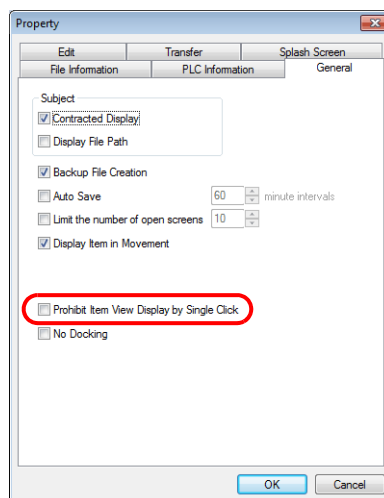 Property
Edit Transfer Splash Screen
File Information PLC Information General
Subject
Contracted Display
Display File Path
Backup File Creation
Auto Save 60 minute intervals
Limit the number of open screens 10
Display Item in Movement
Prohibit Item View Display by Single Click
No Docking
OK Cancel